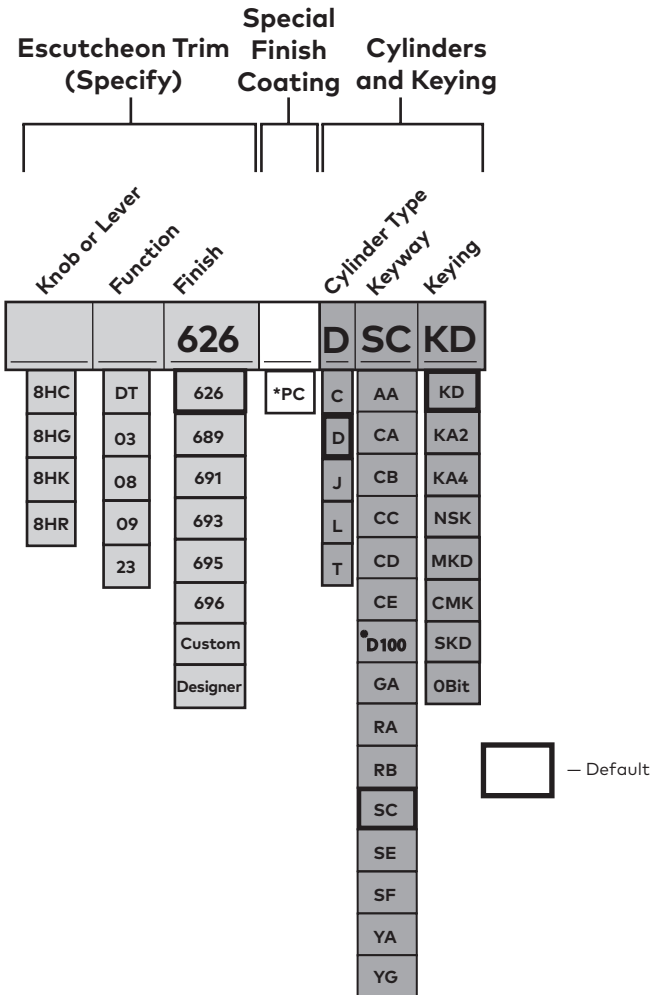 Escutcheon Trim
(Specify)
Special
Finish
Coating
Cylinders
and Keying
Knob or Lever
Function
Finish
Cylinder Type
Keyway
Keying
626
D
SC
KD
8HC
8HG
8HK
8HR
DT
03
08
09
23
626
689
691
693
695
696
Custom
Designer
*PC
C
D
J
L
T
AA
CA
CB
CC
CD
CE
•D100
GA
RA
RB
SC
SE
SF
YA
YG
KD
KA2
KA4
NSK
MKD
CMK
SKD
0Bit
— Default